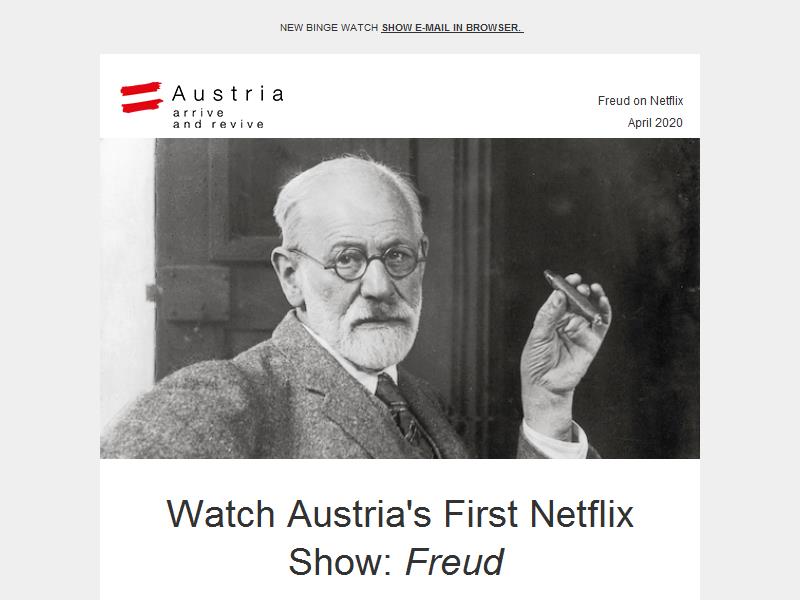 NEW BINGE WATCH SHOW E-MAIL IN BROWSER.
Austria
arrive
and revive
Freud on Netflix
April 2020
Watch Austria's First Netflix
Show: Freud